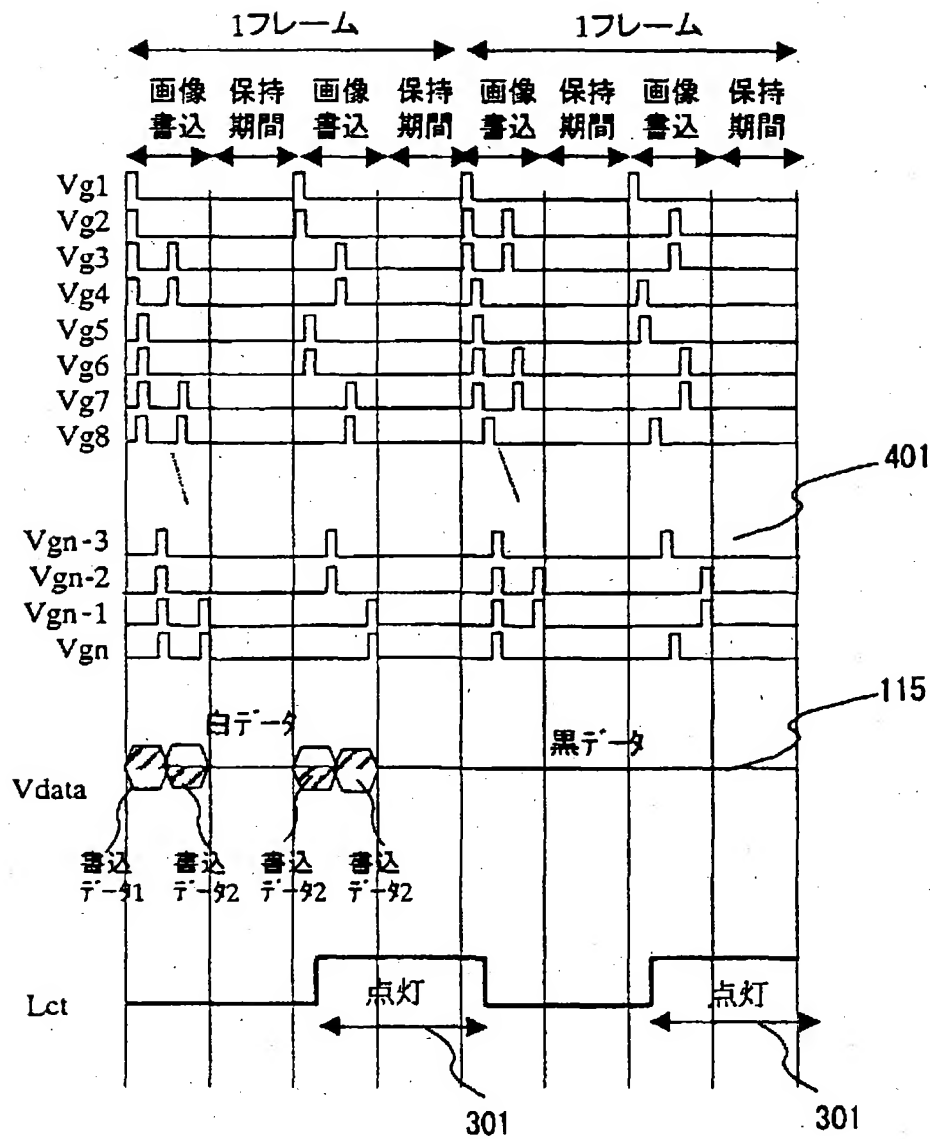 1フレーム 1フレーム
画像 保持 画像 保持 画像 保持 画像 保持
書込 期間 書込 期間 書込 期間 書込 期間
Vg1
Vg2
Vg3
Vg4
Vg5
Vg6
Vg7
Vg8
401
Vgn-3
Vgn-2
Vgn-1
Vgn
115
白データ 黒データ
Vdata
書込 書込 書込 書込
データ1 データ2 データ2 データ2
点灯 点灯
Lct
301 301